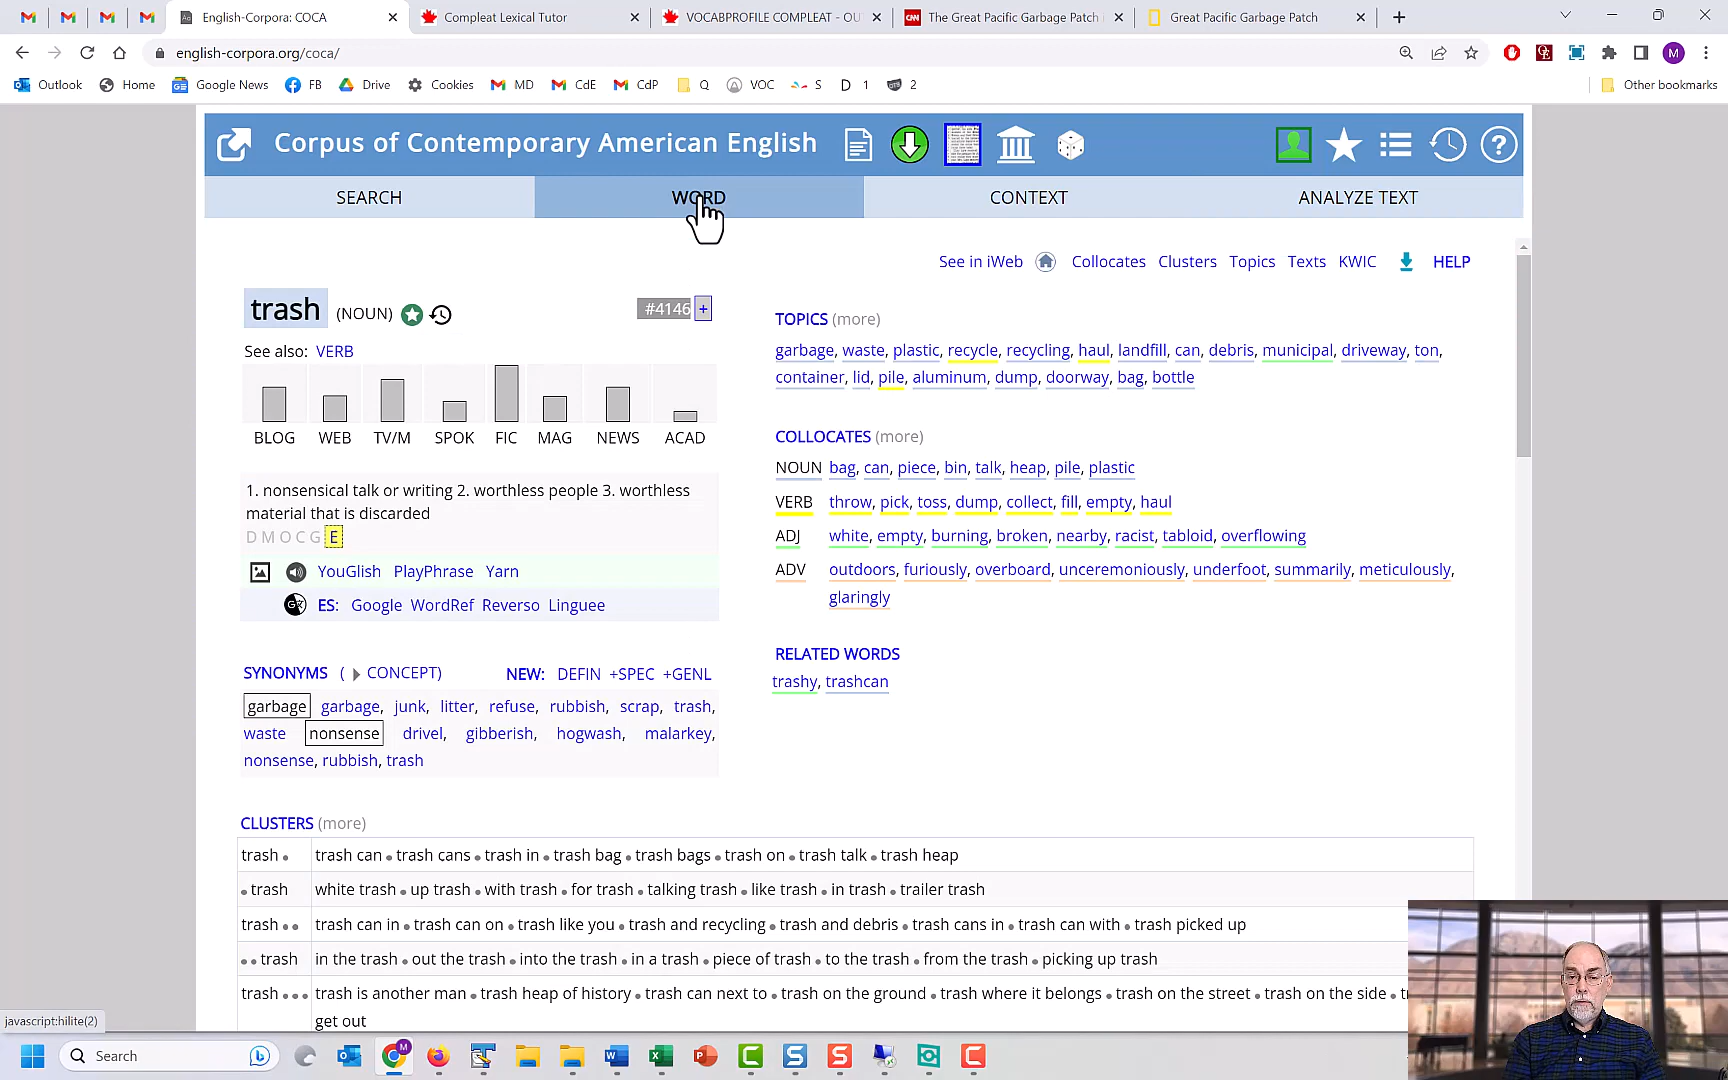 English-Corpora: COCA
Compleat Lexical Tutor
VOCABPROFILE COMPLEAT - OU
The Great Pacific Garbage Patch i
Great Pacific Garbage Patch
english-corpora.org/coca/
M
Outlook Home Google News FB Drive Cookies MD CdE CdP Q VOC S D 1 2 Other bookmarks
Corpus of Contemporary American English
SEARCH WORD CONTEXT ANALYZE TEXT
See in iWeb Collocates Clusters Topics Texts KWIC HELP
trash (NOUN) #4146 +
See also: VERB
BLOG WEB TV/M SPOK FIC MAG NEWS ACAD
1. nonsensical talk or writing 2. worthless people 3. worthless
material that is discarded
D M O C G E
YouGlish PlayPhrase Yarn
ES: Google WordRef Reverso Linguee
SYNONYMS ( CONCEPT) NEW: DEFIN +SPEC +GENL
garbage garbage, junk, litter, refuse, rubbish, scrap, trash,
waste nonsense drivel, gibberish, hogwash, malarkey,
nonsense, rubbish, trash
TOPICS (more)
garbage, waste, plastic, recycle, recycling, haul, landfill, can, debris, municipal, driveway, ton,
container, lid, pile, aluminum, dump, doorway, bag, bottle
COLLOCATES (more)
NOUN bag, can, piece, bin, talk, heap, pile, plastic
VERB throw, pick, toss, dump, collect, fill, empty, haul
ADJ white, empty, burning, broken, nearby, racist, tabloid, overflowing
ADV outdoors, furiously, overboard, unceremoniously, underfoot, summarily, meticulously,
glaringly
RELATED WORDS
trashy, trashcan
CLUSTERS (more)
trash • trash can • trash cans • trash in • trash bag • trash bags • trash on • trash talk • trash heap
• trash white trash • up trash • with trash • for trash • talking trash • like trash • in trash • trailer trash
trash • • trash can in • trash can on • trash like you • trash and recycling • trash and debris • trash cans in • trash can with • trash picked up
• • trash in the trash • out the trash • into the trash • in a trash • piece of trash • to the trash • from the trash • picking up trash
trash • • • trash is another man • trash heap of history • trash can next to • trash on the ground • trash where it belongs • trash on the street • trash on the side •
get out
javascript:hilite(2)
Search